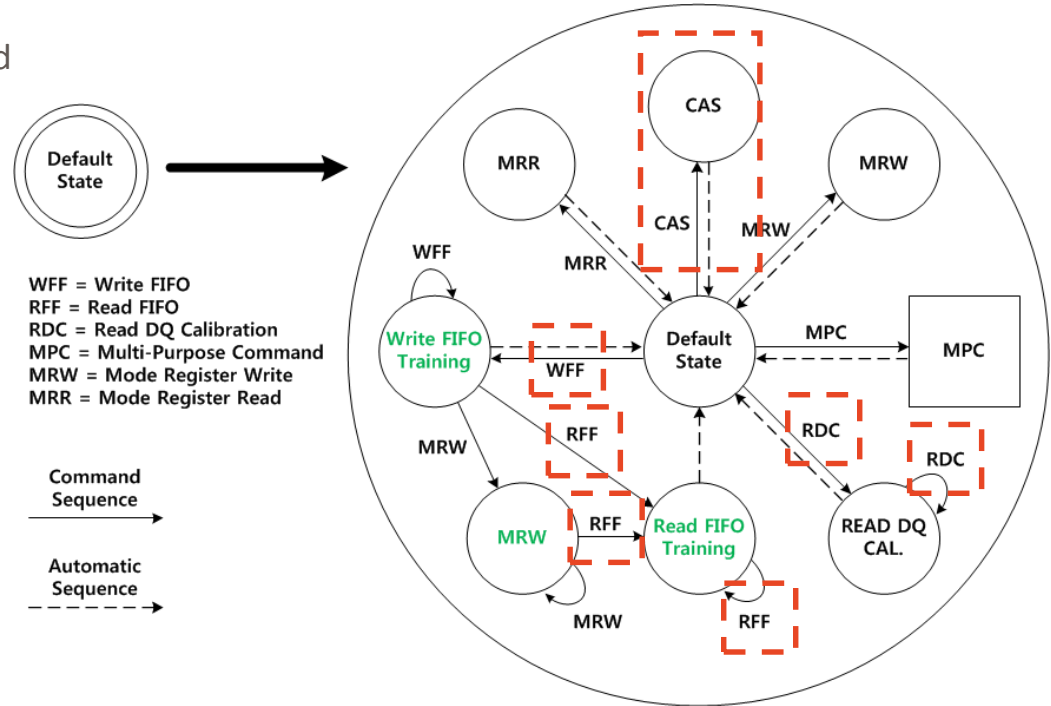 d
Default
State
WFF = Write FIFO
RFF = Read FIFO
RDC = Read DQ Calibration
MPC = Multi-Purpose Command
MRW = Mode Register Write
MRR = Mode Register Read
Command
Sequence
Automatic
Sequence
CAS
MRR
MRW
CAS
MRW
MRR
WFF
Write FIFO
Training
WFF
Default
State
MPC
MPC
RFF
RDC
RDC
MRW
MRW
RFF
Read FIFO
Training
READ DQ
CAL.
MRW
RFF